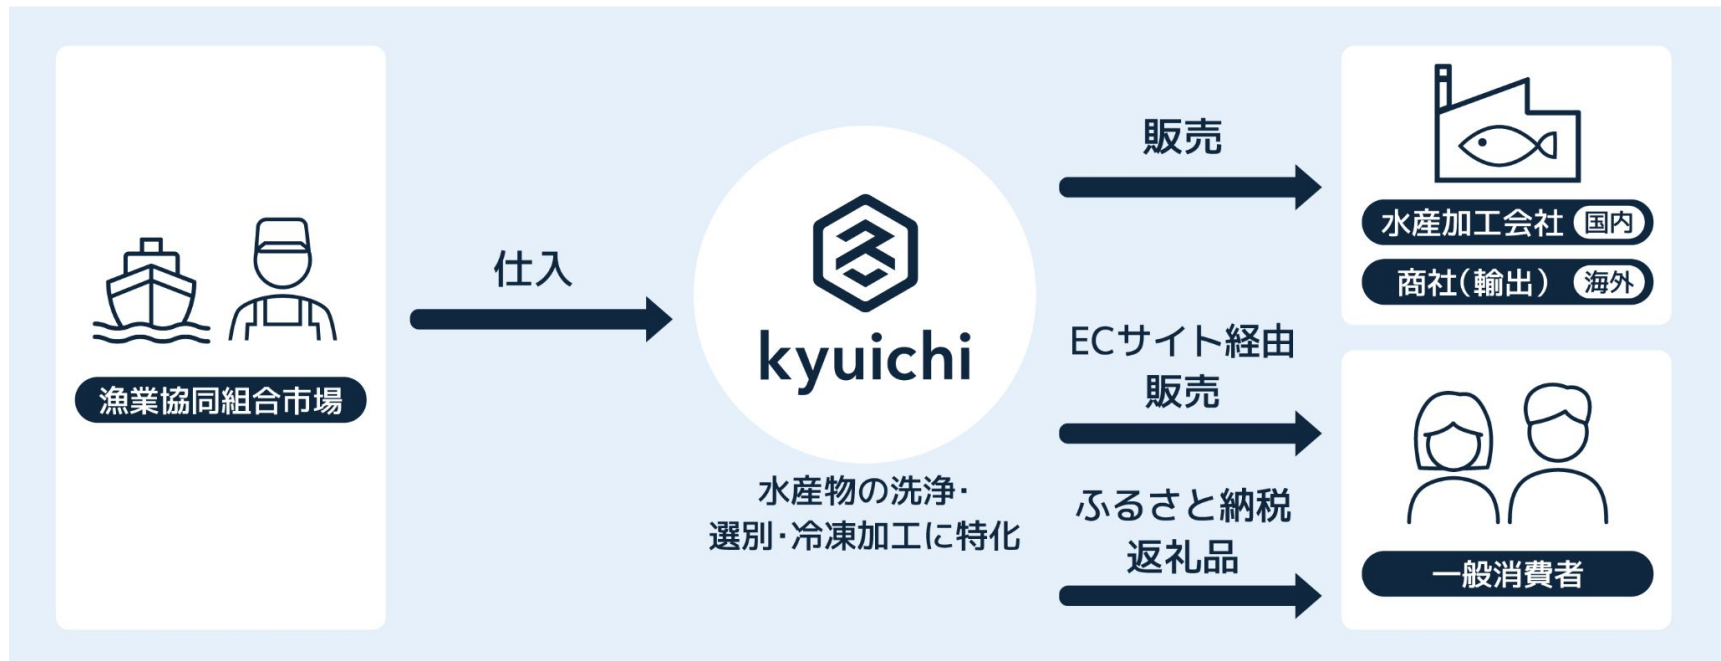 漁業協同組合市場
仕入
kyuichi
水産物の洗浄・
選別・冷凍加工に特化
販売
水産加工会社 国内
商社(輸出) 海外
ECサイト経由
販売
ふるさと納税
返礼品
一般消費者